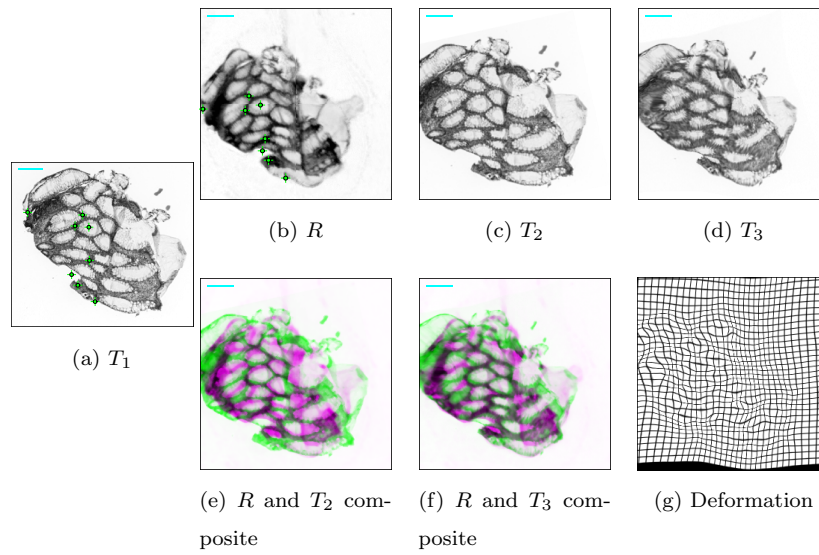 (b) R
(c) T₂
(d) T₃
(a) T₁
(e) R and T₂ com-
posite
(f) R and T₃ com-
posite
(g) Deformation